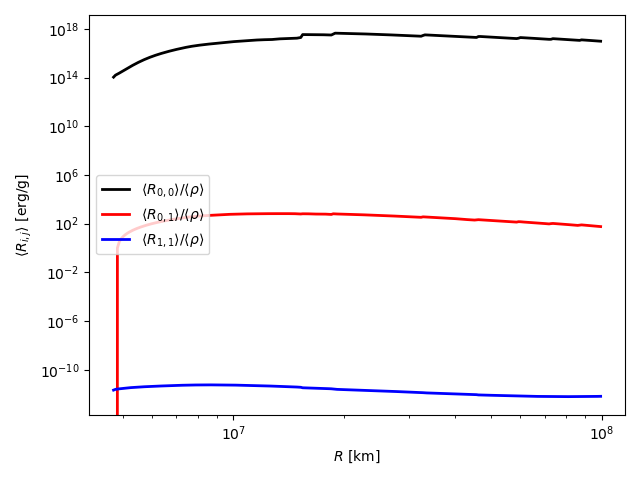 10^18
10^14
10^10
10^6
10^2
10^−2
10^−6
10^−10
⟨R_{i,j}⟩ [erg/g]
⟨R_{0,0}⟩/⟨ρ⟩
⟨R_{0,1}⟩/⟨ρ⟩
⟨R_{1,1}⟩/⟨ρ⟩
10^7
10^8
R [km]